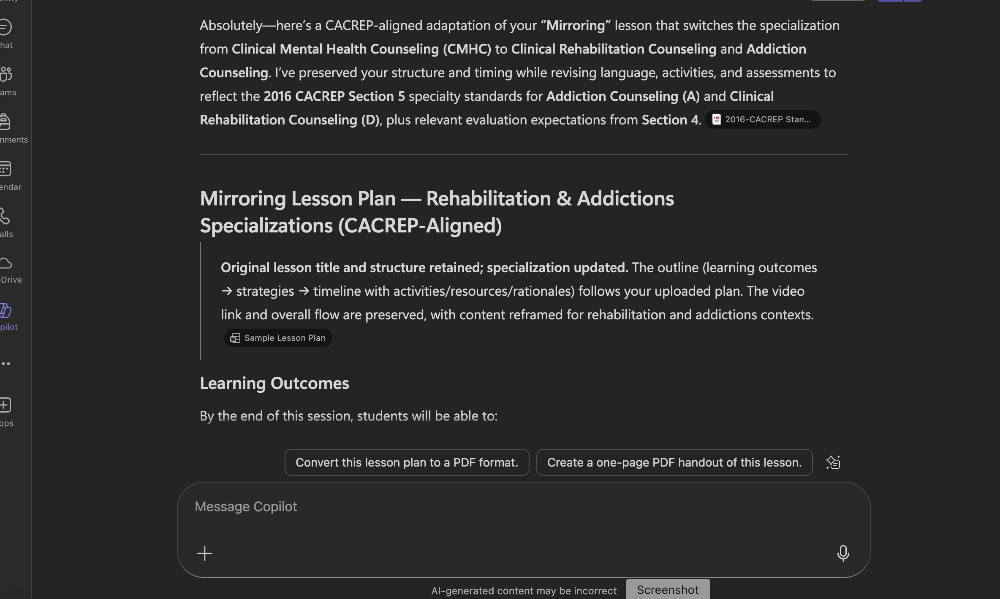 Absolutely—here’s a CACREP-aligned adaptation of your “Mirroring” lesson that switches the specialization
from Clinical Mental Health Counseling (CMHC) to Clinical Rehabilitation Counseling and Addiction
Counseling. I’ve preserved your structure and timing while revising language, activities, and assessments to
reflect the 2016 CACREP Section 5 specialty standards for Addiction Counseling (A) and Clinical
Rehabilitation Counseling (D), plus relevant evaluation expectations from Section 4. 2016-CACREP Stan...
Mirroring Lesson Plan — Rehabilitation & Addictions
Specializations (CACREP-Aligned)
Original lesson title and structure retained; specialization updated. The outline (learning outcomes
→ strategies → timeline with activities/resources/rationales) follows your uploaded plan. The video
link and overall flow are preserved, with content reframed for rehabilitation and addictions contexts.
Sample Lesson Plan
Learning Outcomes
By the end of this session, students will be able to:
Convert this lesson plan to a PDF format.
Create a one-page PDF handout of this lesson.
Message Copilot
AI-generated content may be incorrect
Screenshot
hat
ams
nments
endar
alls
eDrive
pilot
pps